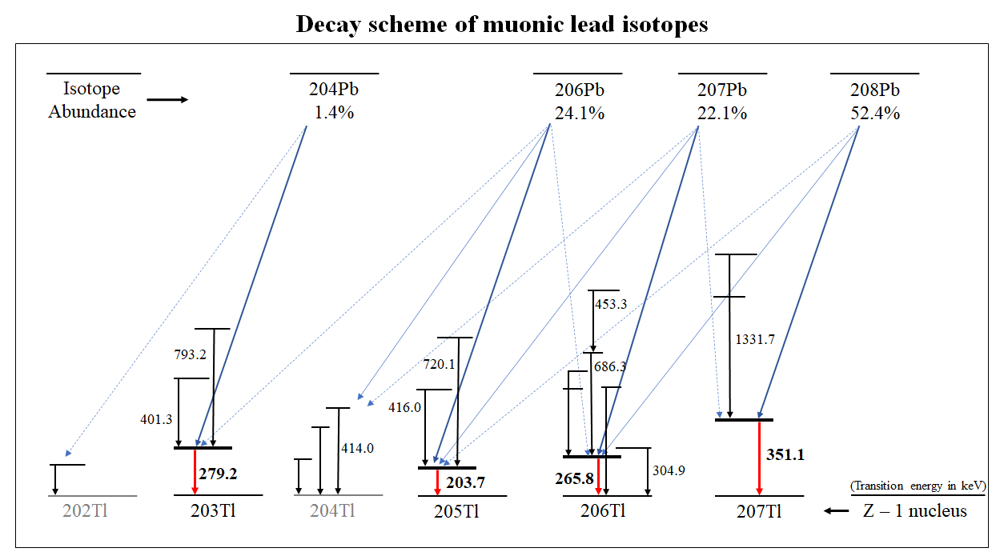 Decay scheme of muonic lead isotopes
Isotope
Abundance
204Pb
1.4%
206Pb
24.1%
207Pb
22.1%
208Pb
52.4%
453.3
793.2
1331.7
720.1
686.3
416.0
401.3
414.0
304.9
279.2
203.7
265.8
351.1
(Transition energy in keV)
202Tl
203Tl
204Tl
205Tl
206Tl
207Tl
Z – 1 nucleus